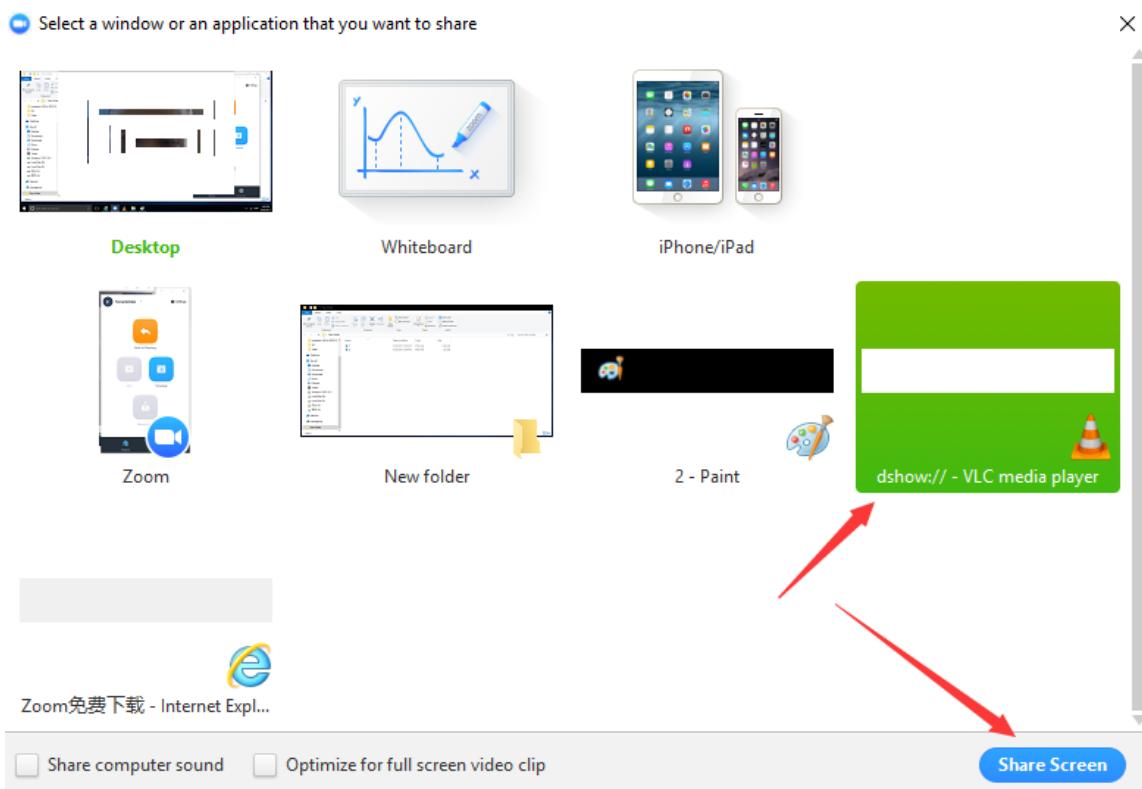 Select a window or an application that you want to share
y
zoom
x
Desktop
Whiteboard
iPhone/iPad
Zoom
New folder
2 - Paint
dshow:// - VLC media player
Zoom免费下载 - Internet Expl...
Share computer sound
Optimize for full screen video clip
Share Screen